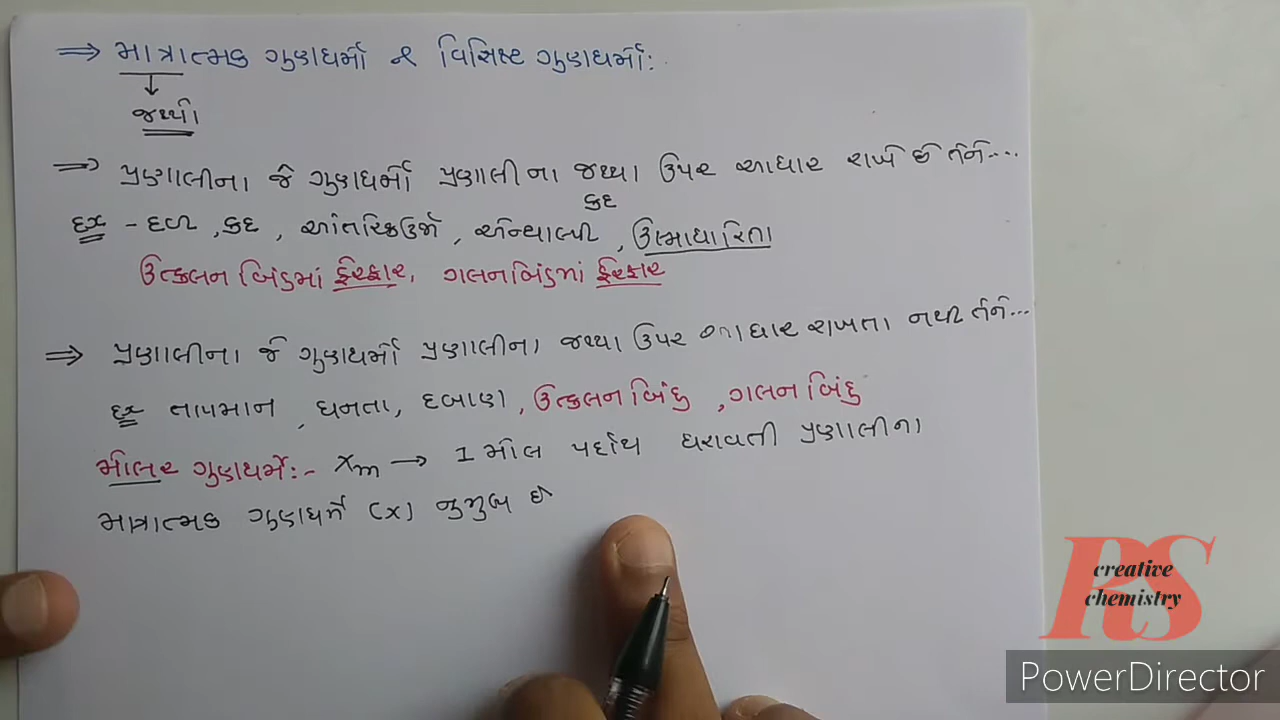 ⇒ માત્રાત્મક ગુણધર્મો ને વિસિષ્ટ ગુણધર્મો:
↓
જથ્થો
⇒ પ્રણાલીના જે ગુણધર્મો પ્રણાલીના જથ્થા ઉપર આધાર રાખે છે તેને....
કદ
દા.ત - દળ, કદ, આંતરિકઉર્જા, એન્થાલ્પી, ઉષ્માધારિતા
ઉત્કલન બિંદુમાં ફેરફાર, ગલનબિંદુમાં ફેરફાર
⇒ પ્રણાલીના જે ગુણધર્મો પ્રણાલીના જથ્થા ઉપર આધાર રાખતા નથી તેને...
તાપમાન, ઘનતા, દબાણ, ઉત્કલનબિંદુ, ગલનબિંદુ
મોલર ગુણધર્મ:- Xm → 1 મોલ પદાર્થ ધરાવતી પ્રણાલીના
માત્રાત્મક ગુણધર્મ (x) નુમુલ્ય છે
RS
creative
chemistry
PowerDirector